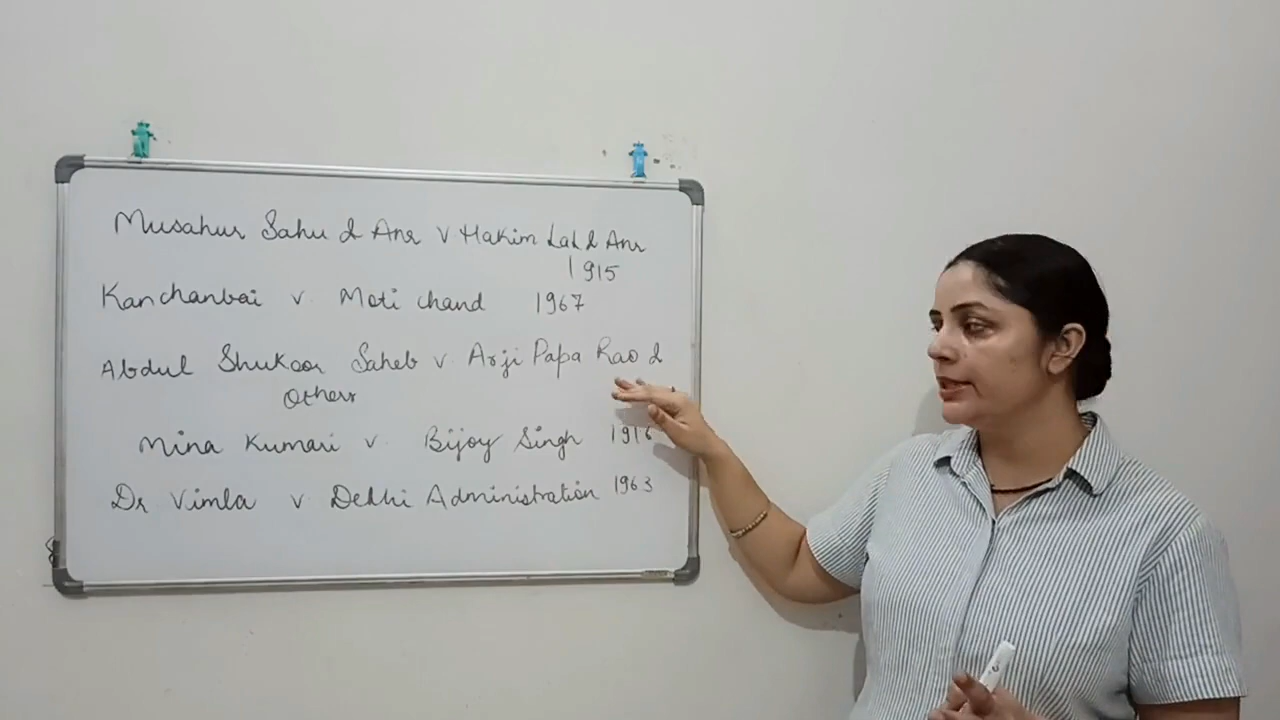 Musahur Sahu & Anr v Hakim Lal & Anr
1915
Kanchanbai v. Moti chand 1967
Abdul Shukoor Saheb v. Arji Papa Rao &
Others
Mina Kumari v. Bijoy Singh 1916
Dr Vimla v Delhi Administration 1963